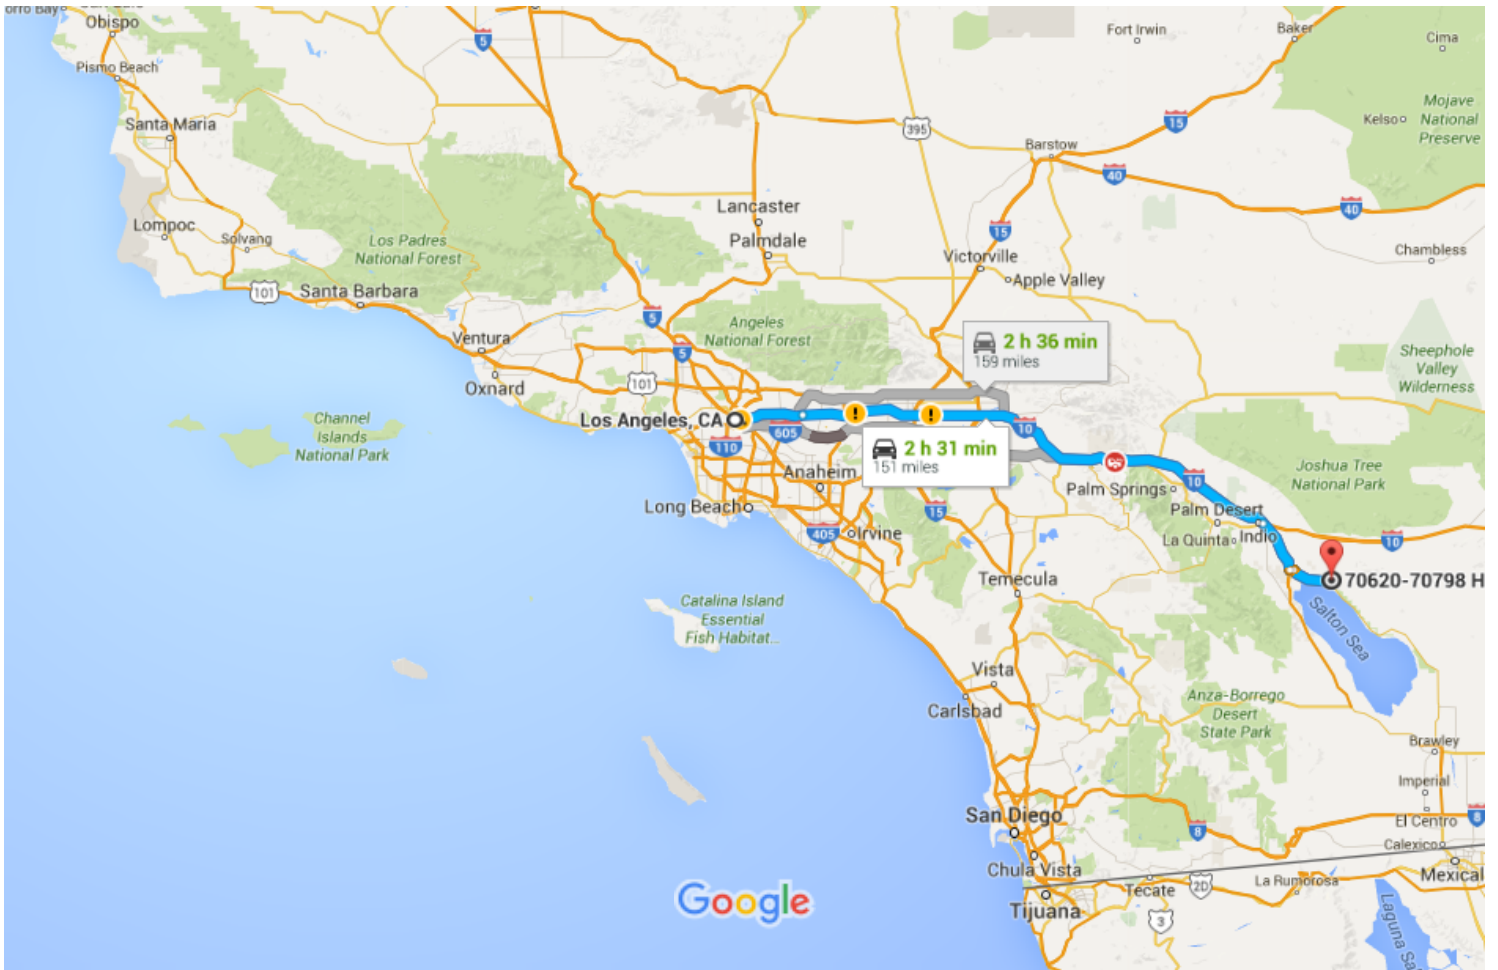 Obispo
Pismo Beach
Santa Maria
Lompoc
Solvang
Los Padres
National Forest
101
Santa Barbara
Ventura
Oxnard
Channel
Islands
National Park
5
Lancaster
Palmdale
5
5
Angeles
National Forest
101
395
Fort Irwin
Baker
Cima
15
Mojave
National
Preserve
Kelso
Barstow
40
40
15
Victorville
Apple Valley
Chambless
Sheephole
Valley
Wilderness
2 h 36 min
159 miles
Los Angeles, CA
605
110
2 h 31 min
151 miles
10
Anaheim
Long Beach
405
Irvine
15
Palm Springs
10
Joshua Tree
National Park
Palm Desert
La Quinta
Indio
10
70620-70798 H
Salton Sea
Temecula
Catalina Island
Essential
Fish Habitat...
Vista
Carlsbad
Anza-Borrego
Desert
State Park
Brawley
Imperial
El Centro
8
Calexico
Mexical
San Diego
8
Chula Vista
Tecate
2D
La Rumorosa
Tijuana
3
Google